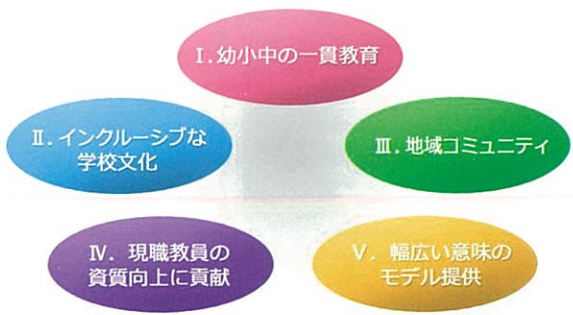 Ⅰ.幼小中の一貫教育
Ⅱ.インクルーシブな
学校文化
Ⅲ.地域コミュニティ
Ⅳ.現職教員の
資質向上に貢献
Ⅴ.幅広い意味の
モデル提供